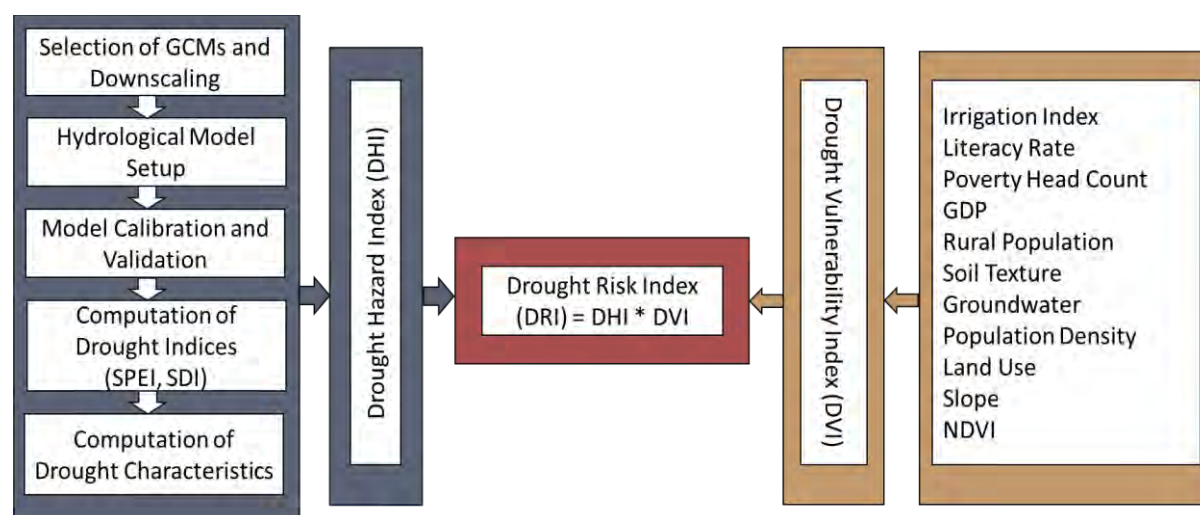 Selection of GCMs and
Downscaling
Hydrological Model
Setup
Model Calibration and
Validation
Computation of
Drought Indices
(SPEI, SDI)
Computation of
Drought Characteristics
Drought Hazard Index (DHI)
Drought Risk Index
(DRI) = DHI * DVI
Drought Vulnerability Index (DVI)
Irrigation Index
Literacy Rate
Poverty Head Count
GDP
Rural Population
Soil Texture
Groundwater
Population Density
Land Use
Slope
NDVI